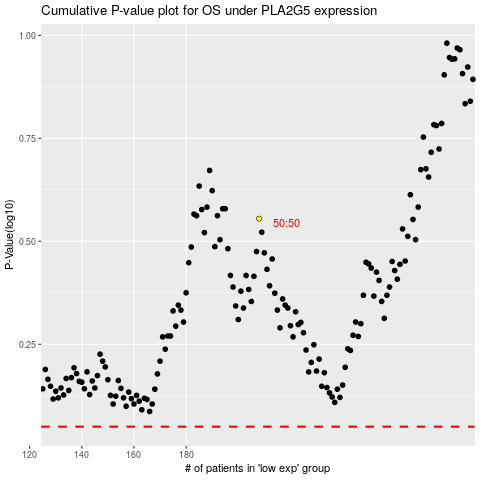 Cumulative P-value plot for OS under PLA2G5 expression
P-Value(log10)
1.00
0.75
0.50
0.25
50:50
120 140 160 180
# of patients in 'low exp' group